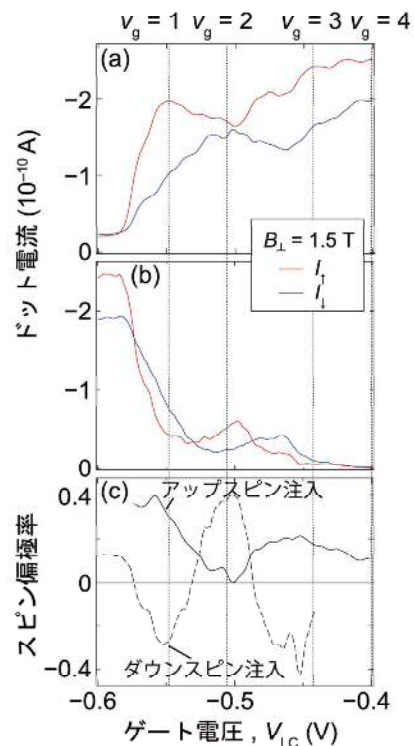 νg = 1 νg = 2 νg = 3 νg = 4
(a)
−2
−1
0
ドット電流 (10⁻¹⁰ A)
B⊥ = 1.5 T
I↑
I↓
(b)
−2
−1
0
(c)
アップスピン注入
0.4
0
−0.4
スピン偏極率
ダウンスピン注入
−0.6 −0.5 −0.4
ゲート電圧 , VLC (V)